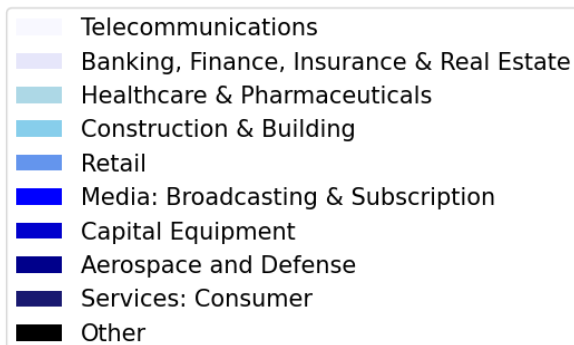 Telecommunications
Banking, Finance, Insurance & Real Estate
Healthcare & Pharmaceuticals
Construction & Building
Retail
Media: Broadcasting & Subscription
Capital Equipment
Aerospace and Defense
Services: Consumer
Other